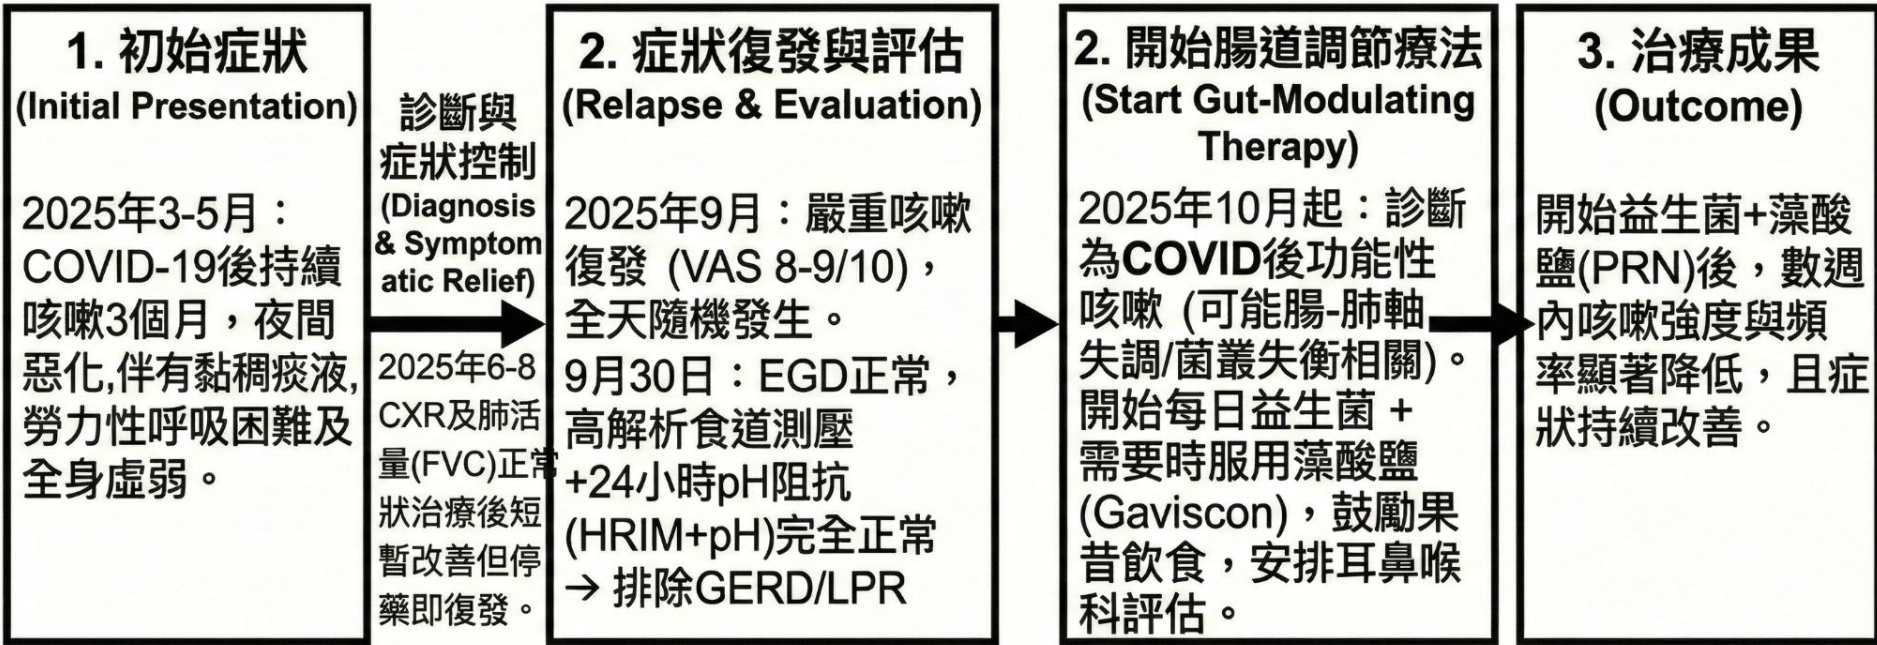 1. 初始症狀
(Initial Presentation)
2025年3-5月：
COVID-19後持續
咳嗽3個月，夜間
惡化,伴有黏稠痰液,
勞力性呼吸困難及
全身虛弱。
診斷與
症狀控制
(Diagnosis
& Symptom
atic Relief)
2025年6-8
CXR及肺活
量(FVC)正常
狀治療後短
暫改善但停
藥即復發。
2. 症狀復發與評估
(Relapse & Evaluation)
2025年9月：嚴重咳嗽
復發 (VAS 8-9/10)，
全天隨機發生。
9月30日：EGD正常，
高解析食道測壓
+24小時pH阻抗
(HRIM+pH)完全正常
→ 排除GERD/LPR
2. 開始腸道調節療法
(Start Gut-Modulating
Therapy)
2025年10月起：診斷
為COVID後功能性
咳嗽 (可能腸-肺軸
失調/菌叢失衡相關)。
開始每日益生菌 +
需要時服用藻酸鹽
(Gaviscon)，鼓勵果
昔飲食，安排耳鼻喉
科評估。
3. 治療成果
(Outcome)
開始益生菌+藻酸
鹽(PRN)後，數週
內咳嗽強度與頻
率顯著降低，且症
狀持續改善。